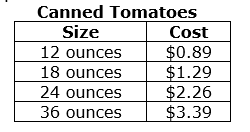 Canned Tomatoes
Size Cost
12 ounces $0.89
18 ounces $1.29
24 ounces $2.26
36 ounces $3.39